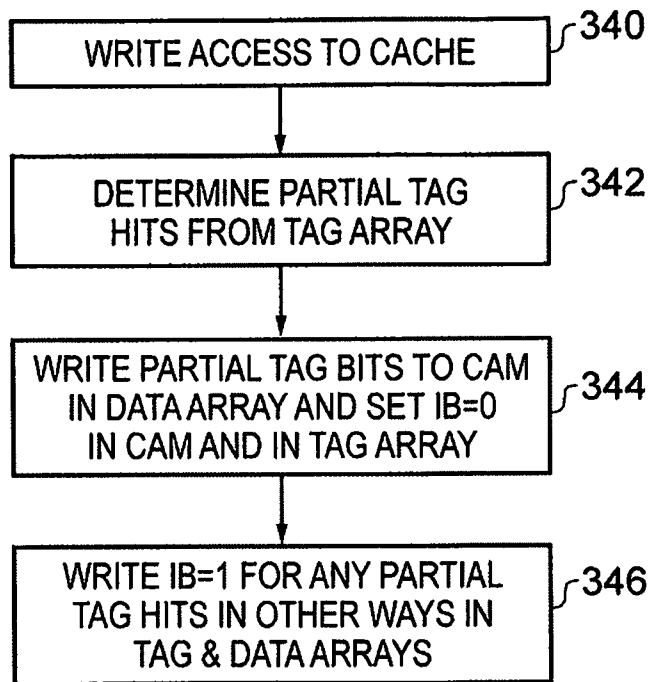 WRITE ACCESS TO CACHE
340
DETERMINE PARTIAL TAG
HITS FROM TAG ARRAY
342
WRITE PARTIAL TAG BITS TO CAM
IN DATA ARRAY AND SET IB=0
IN CAM AND IN TAG ARRAY
344
WRITE IB=1 FOR ANY PARTIAL
TAG HITS IN OTHER WAYS IN
TAG & DATA ARRAYS
346